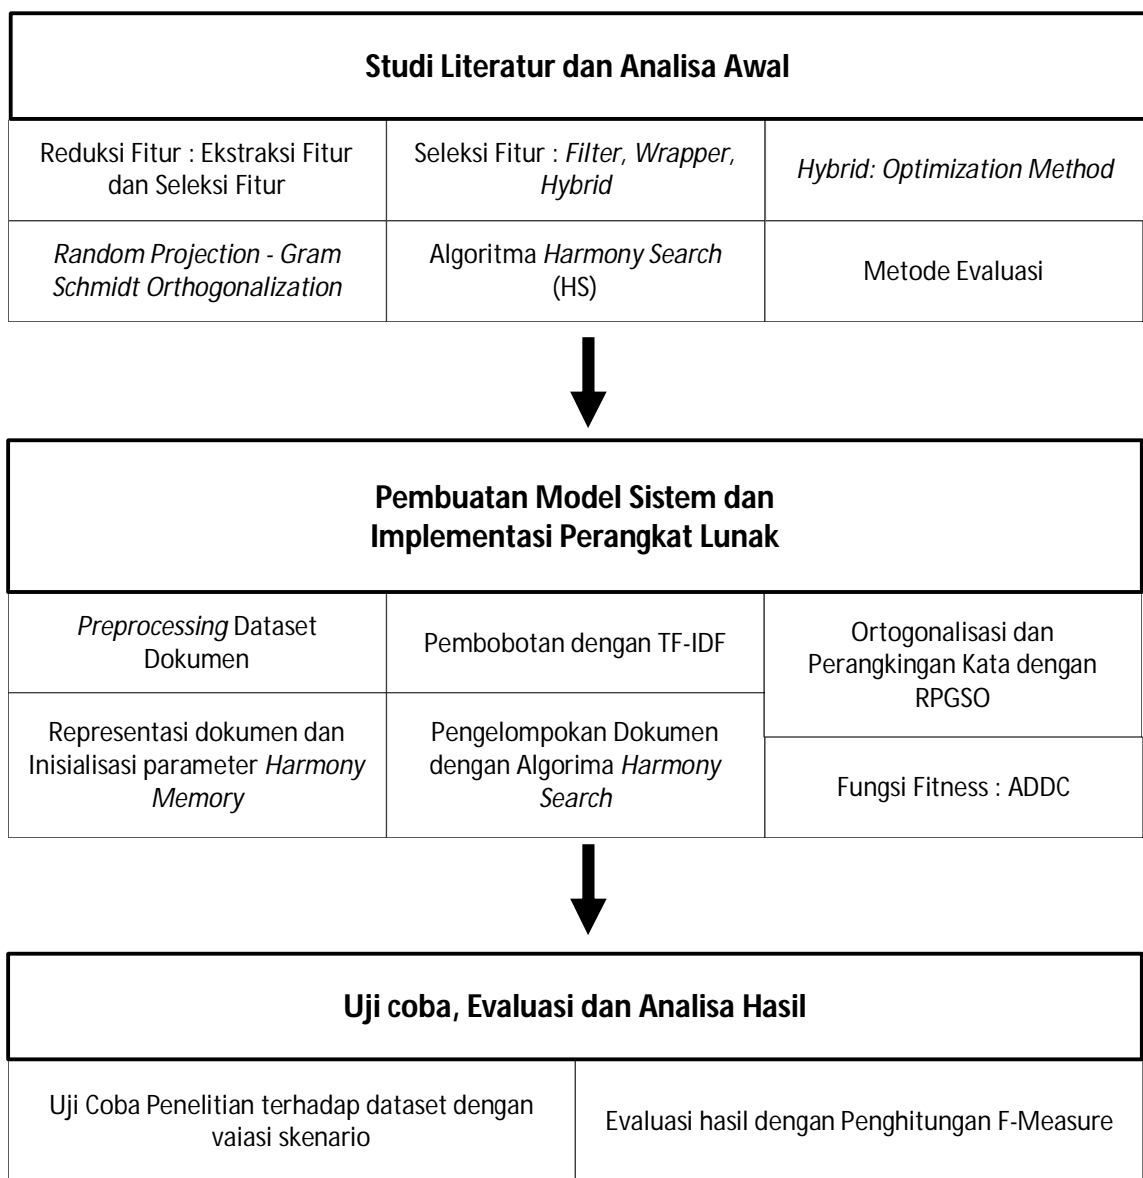 Studi Literatur dan Analisa Awal
Reduksi Fitur : Ekstraksi Fitur
dan Seleksi Fitur
Seleksi Fitur : Filter, Wrapper,
Hybrid
Hybrid: Optimization Method
Random Projection - Gram
Schmidt Orthogonalization
Algoritma Harmony Search
(HS)
Metode Evaluasi
Pembuatan Model Sistem dan
Implementasi Perangkat Lunak
Preprocessing Dataset
Dokumen
Pembobotan dengan TF-IDF
Ortogonalisasi dan
Perangkingan Kata dengan
RPGSO
Representasi dokumen dan
Inisialisasi parameter Harmony
Memory
Pengelompokan Dokumen
dengan Algorima Harmony
Search
Fungsi Fitness : ADDC
Uji coba, Evaluasi dan Analisa Hasil
Uji Coba Penelitian terhadap dataset dengan
vaiasi skenario
Evaluasi hasil dengan Penghitungan F-Measure